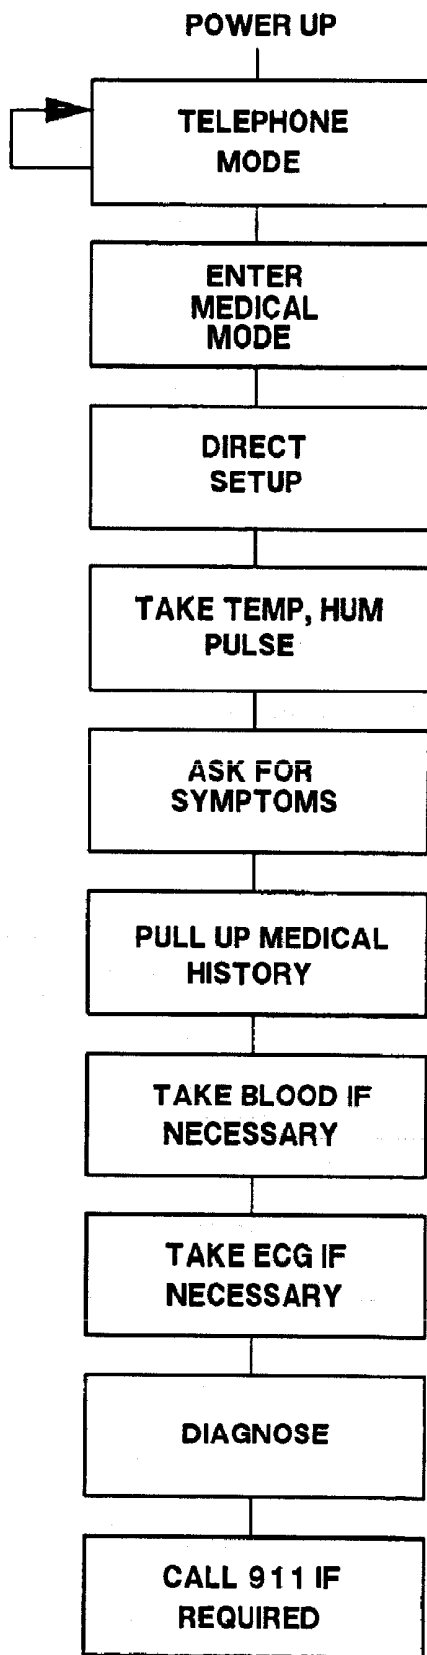 POWER UP
TELEPHONE
MODE
ENTER
MEDICAL
MODE
DIRECT
SETUP
TAKE TEMP, HUM
PULSE
ASK FOR
SYMPTOMS
PULL UP MEDICAL
HISTORY
TAKE BLOOD IF
NECESSARY
TAKE ECG IF
NECESSARY
DIAGNOSE
CALL 911 IF
REQUIRED